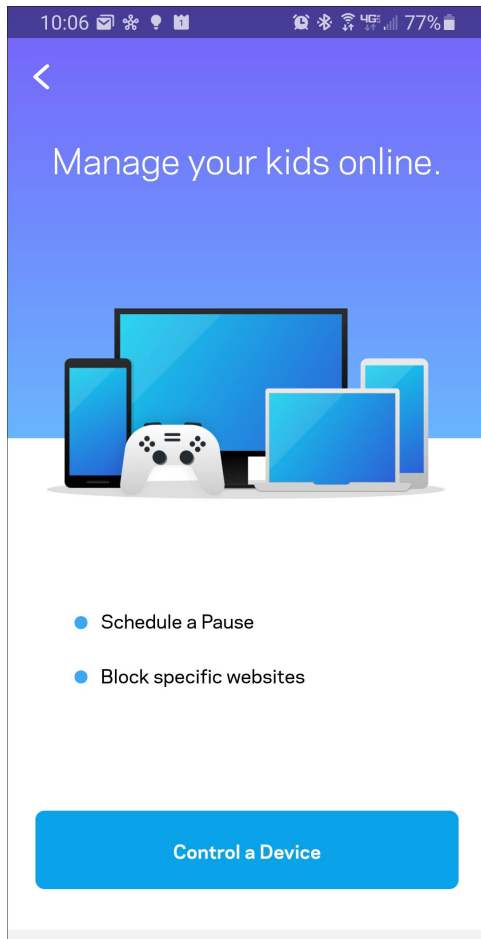 10:06 77%
Manage your kids online.
Schedule a Pause
Block specific websites
Control a Device